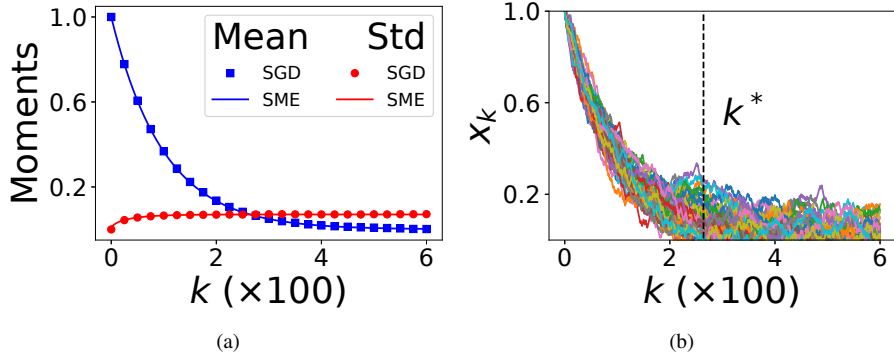 1.0
0.6
0.2
Moments
Mean Std
SGD SGD
SME SME
0 2 4 6
k (×100)
(a)
1.0
0.6
0.2
x_k
k*
0 2 4 6
k (×100)
(b)